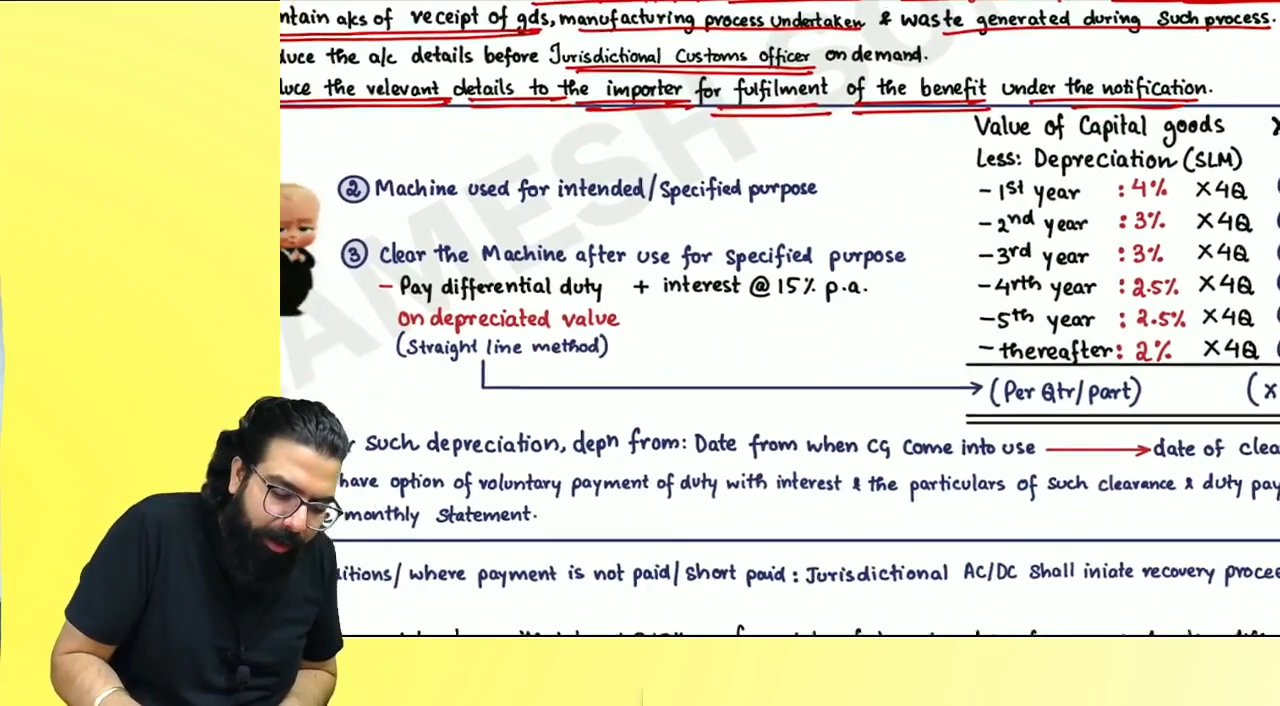 ntain a/cs of receipt of gds, manufacturing process undertaken & waste generated during such process.
duce the a/c details before Jurisdictional Customs officer on demand.
duce the relevant details to the importer for fulfilment of the benefit under the notification.
Value of Capital goods
Less: Depreciation (SLM)
② Machine used for intended/specified purpose
- 1st year : 4% X4Q
- 2nd year : 3% X4Q
③ Clear the Machine after use for specified purpose
- 3rd year : 3% X4Q
- Pay differential duty + interest @ 15% p.a.
- 4rth year : 2.5% X4Q
on depreciated value
- 5th year : 2.5% X4Q
(Straight line method)
- thereafter: 2% X4Q
(Per Qtr/part) (x
such depreciation, depn from: Date from when CG come into use → date of clea
have option of voluntary payment of duty with interest & the particulars of such clearance & duty pay
monthly statement.
itions/ where payment is not paid/short paid: Jurisdictional AC/DC shall iniate recovery procee
RAMESH SO